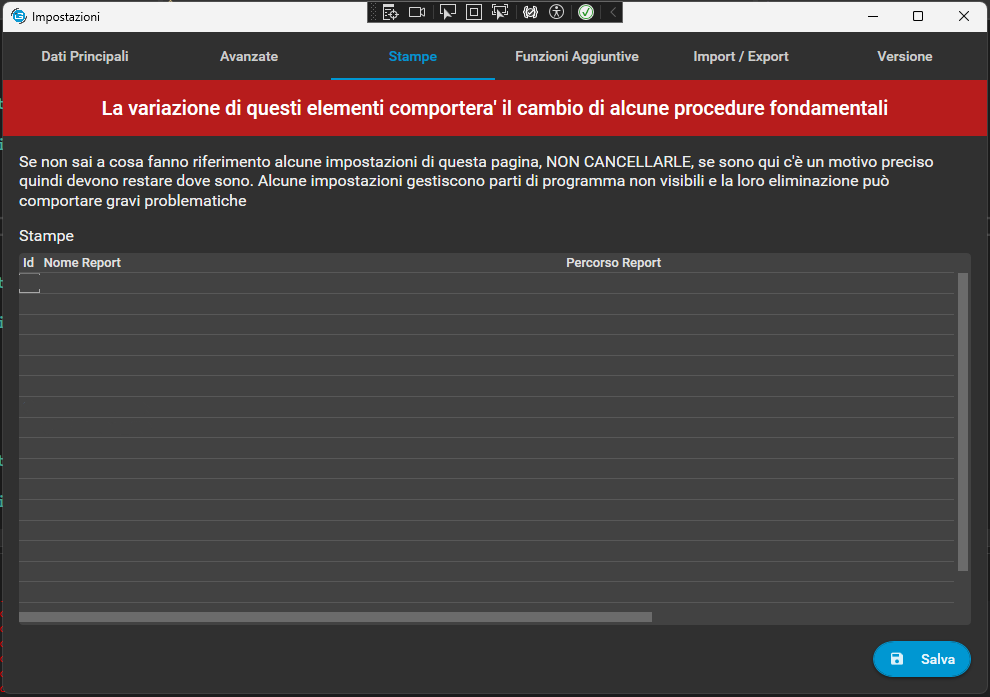 Impostazioni
Dati Principali
Avanzate
Stampe
Funzioni Aggiuntive
Import / Export
Versione
La variazione di questi elementi comportera' il cambio di alcune procedure fondamentali
Se non sai a cosa fanno riferimento alcune impostazioni di questa pagina, NON CANCELLARLE, se sono qui c'è un motivo preciso
quindi devono restare dove sono. Alcune impostazioni gestiscono parti di programma non visibili e la loro eliminazione può
comportare gravi problematiche
Stampe
Id Nome Report Percorso Report
Salva